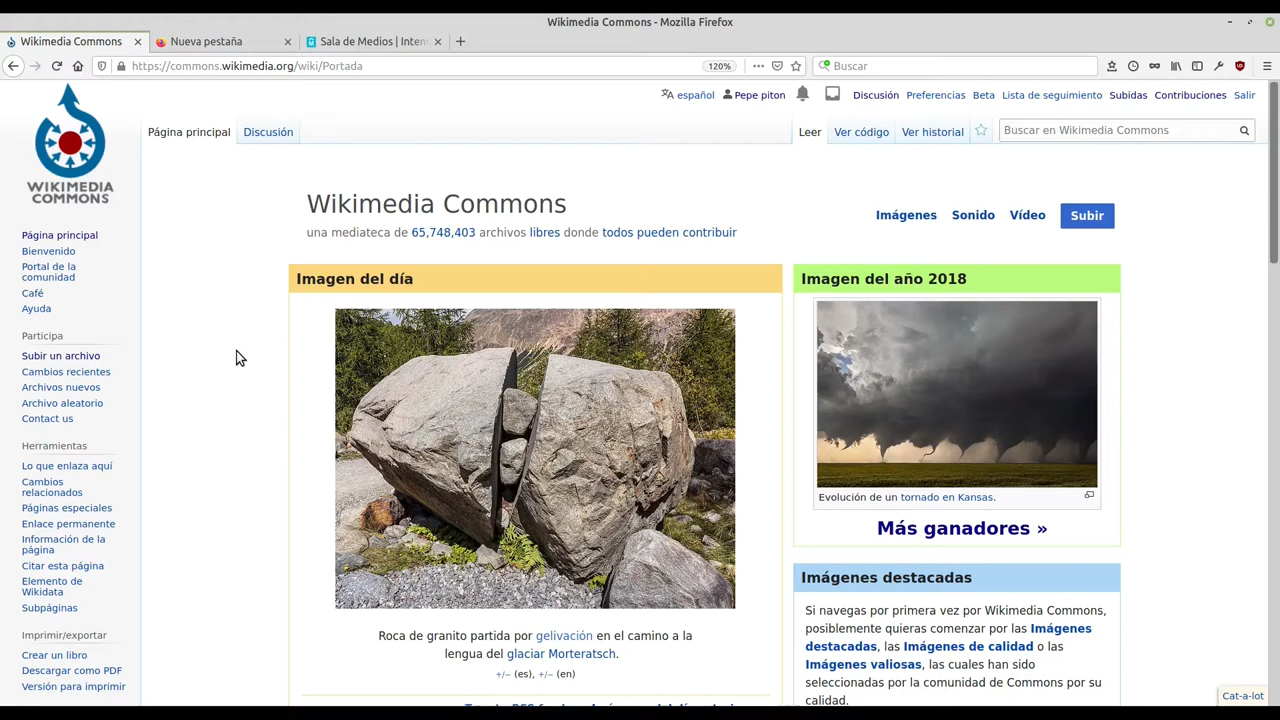 Wikimedia Commons - Mozilla Firefox
Wikimedia Commons
Nueva pestaña
Sala de Medios | Inten
https://commons.wikimedia.org/wiki/Portada
120%
Buscar
español
Pepe piton
Discusión
Preferencias
Beta
Lista de seguimiento
Subidas
Contribuciones
Salir
Página principal
Discusión
Leer
Ver código
Ver historial
Buscar en Wikimedia Commons
WIKIMEDIA
COMMONS
Página principal
Bienvenido
Portal de la
comunidad
Café
Ayuda
Participa
Subir un archivo
Cambios recientes
Archivos nuevos
Archivo aleatorio
Contact us
Herramientas
Lo que enlaza aquí
Cambios
relacionados
Páginas especiales
Enlace permanente
Información de la
página
Citar esta página
Elemento de
Wikidata
Subpáginas
Imprimir/exportar
Crear un libro
Descargar como PDF
Versión para imprimir
Wikimedia Commons
una mediateca de 65,748,403 archivos libres donde todos pueden contribuir
Imágenes
Sonido
Vídeo
Subir
Imagen del día
Roca de granito partida por gelivación en el camino a la
lengua del glaciar Morteratsch.
+/− (es), +/− (en)
Imagen del año 2018
Evolución de un tornado en Kansas.
Más ganadores »
Imágenes destacadas
Si navegas por primera vez por Wikimedia Commons,
posiblemente quieras comenzar por las Imágenes
destacadas, las Imágenes de calidad o las
Imágenes valiosas, las cuales han sido
seleccionadas por la comunidad de Commons por su
calidad.
Cat-a-lot